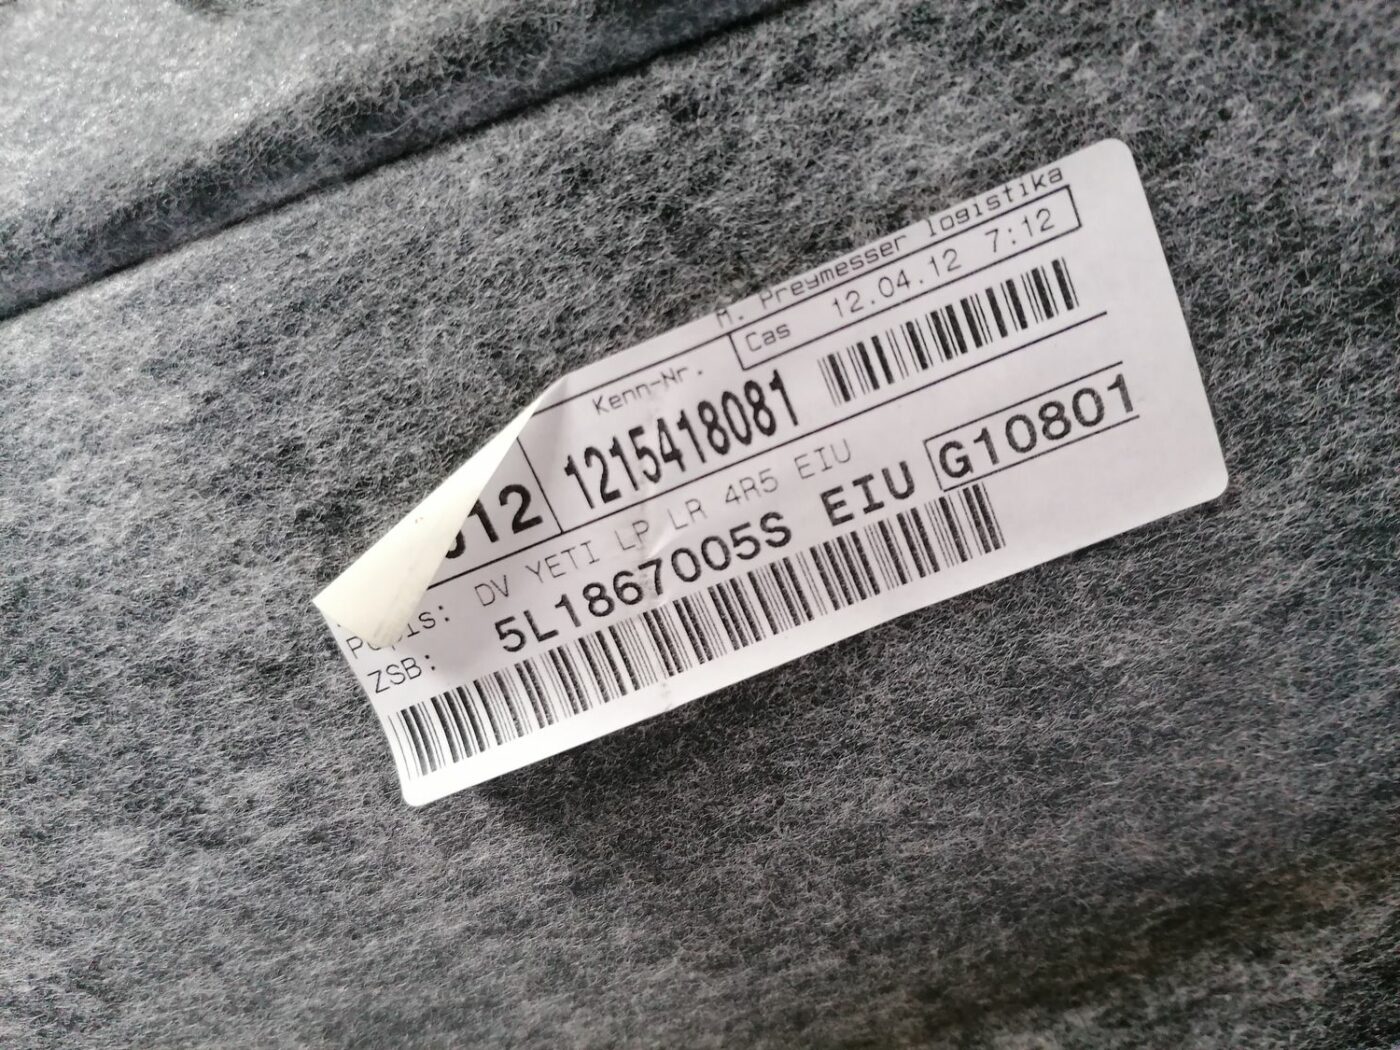 A. Preymesser logistika
Cas 12.04.12 7:12
Kenn-Nr.
12 1215418081
DV YETI LP LR 4R5 EIU
ZSB: 5L1867005S EIU G10801